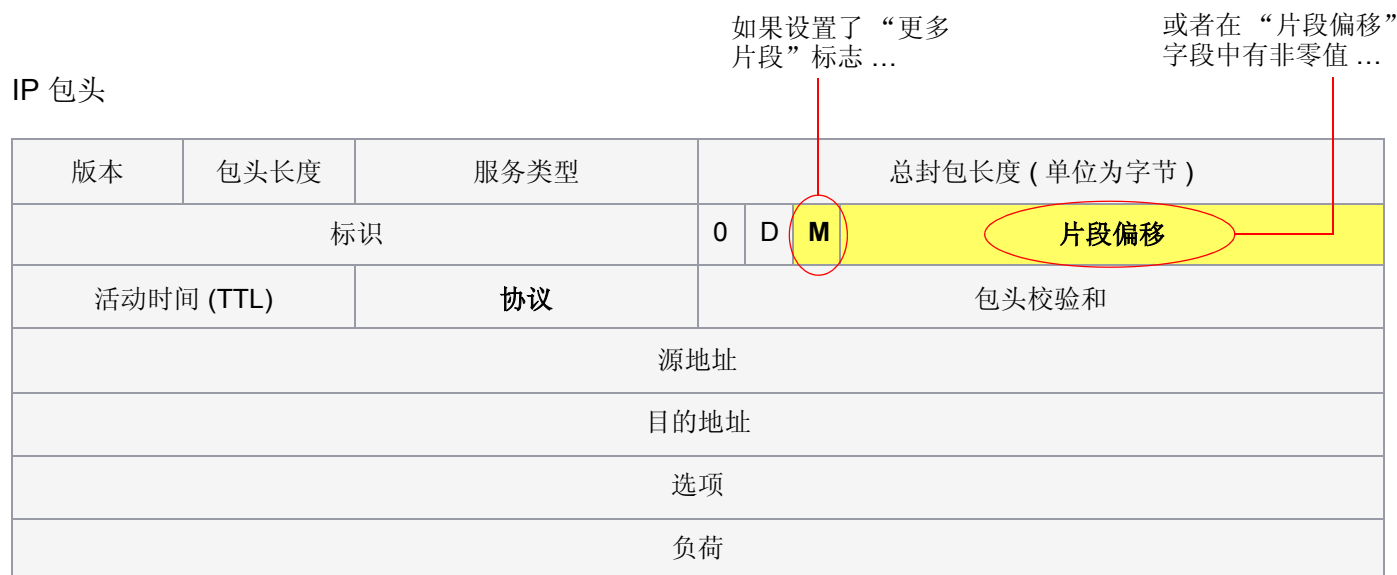 如果设置了 “更多
片段”标志 ...
或者在 “片段偏移”
字段中有非零值 ...
IP 包头
版本 包头长度 服务类型 总封包长度 ( 单位为字节 )
标识 0 D M 片段偏移
活动时间 (TTL) 协议 包头校验和
源地址
目的地址
选项
负荷